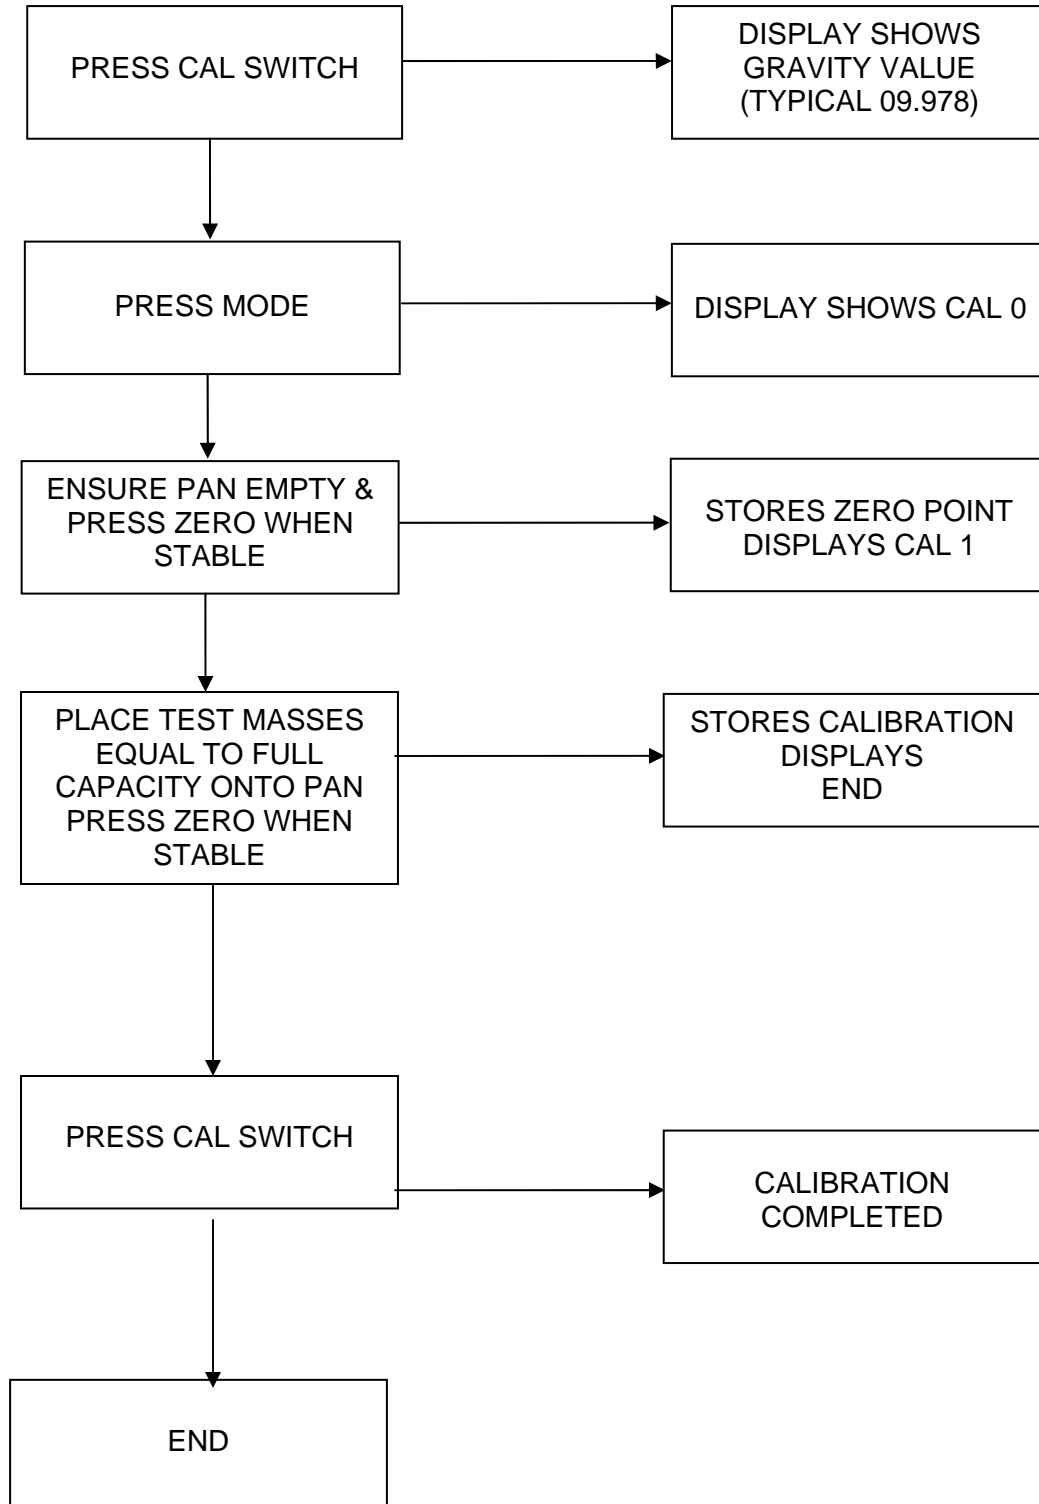 PRESS CAL SWITCH
DISPLAY SHOWS
GRAVITY VALUE
(TYPICAL 09.978)
PRESS MODE
DISPLAY SHOWS CAL 0
ENSURE PAN EMPTY &
PRESS ZERO WHEN
STABLE
STORES ZERO POINT
DISPLAYS CAL 1
PLACE TEST MASSES
EQUAL TO FULL
CAPACITY ONTO PAN
PRESS ZERO WHEN
STABLE
STORES CALIBRATION
DISPLAYS
END
PRESS CAL SWITCH
CALIBRATION
COMPLETED
END